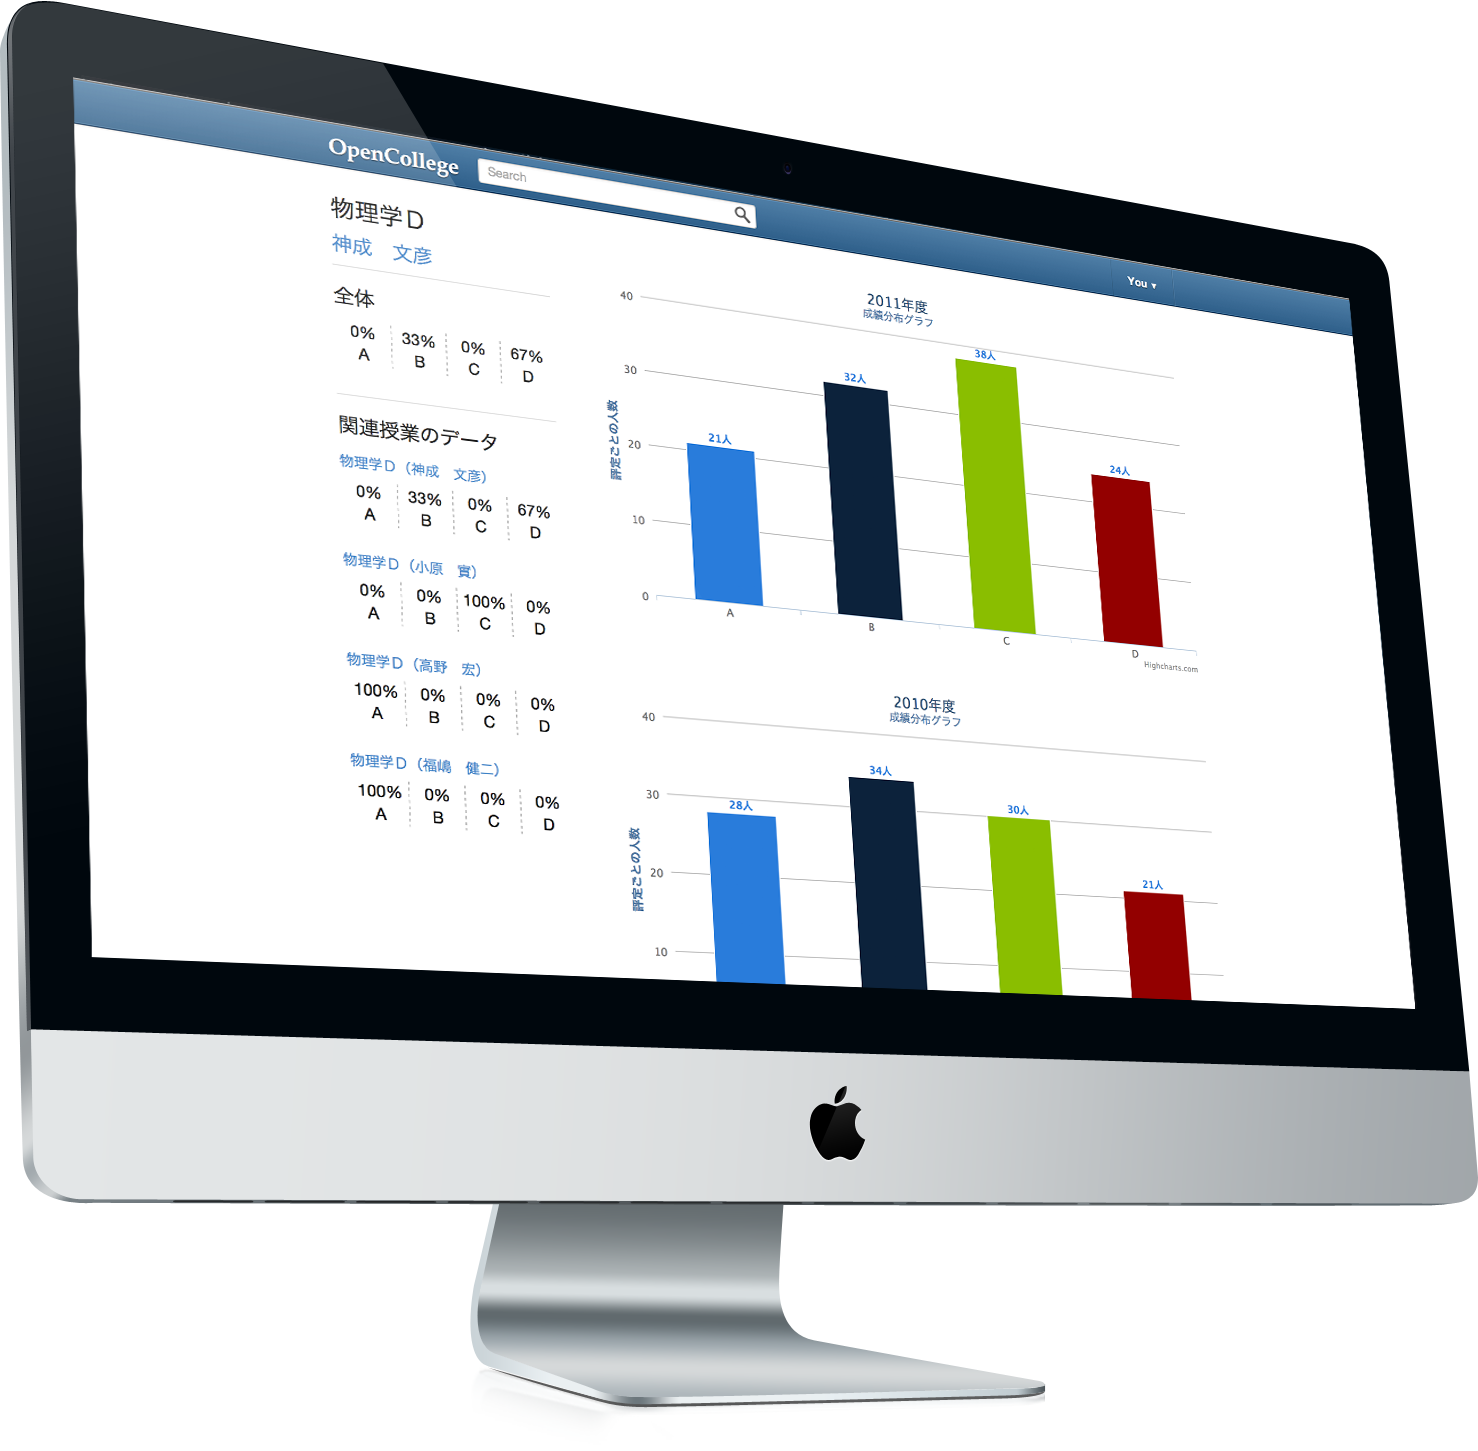 OpenCollege
Search
You ▾
物理学D
神成　文彦
全体
0% 33% 0% 67%
A B C D
関連授業のデータ
物理学D（神成　文彦）
0% 33% 0% 67%
A B C D
物理学D（小原　實）
0% 0% 100% 0%
A B C D
物理学D（高野　宏）
100% 0% 0% 0%
A B C D
物理学D（福嶋　健二）
100% 0% 0% 0%
A B C D
2011年度
成績分布グラフ
評定ごとの人数
40
30
20
10
0
21人
32人
38人
24人
A B C D
Highcharts.com
2010年度
成績分布グラフ
評定ごとの人数
40
30
20
10
28人
34人
30人
21人